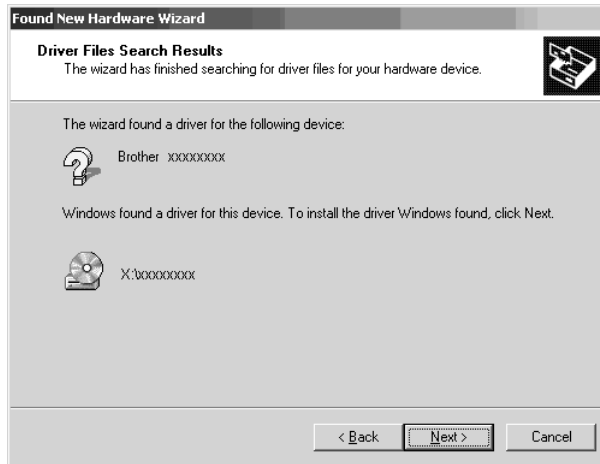 Found New Hardware Wizard
Driver Files Search Results
The wizard has finished searching for driver files for your hardware device.
The wizard found a driver for the following device:
Brother xxxxxxxx
Windows found a driver for this device. To install the driver Windows found, click Next.
X:\xxxxxxxx
< Back
Next >
Cancel